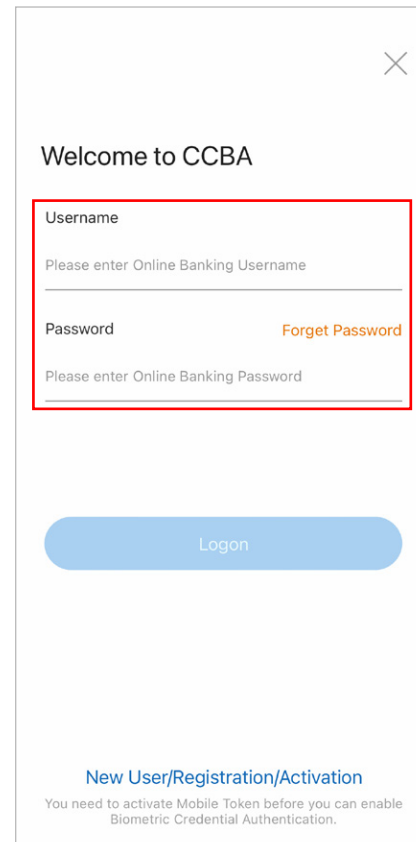 Welcome to CCBA
Username
Please enter Online Banking Username
Password Forget Password
Please enter Online Banking Password
Logon
New User/Registration/Activation
You need to activate Mobile Token before you can enable
Biometric Credential Authentication.